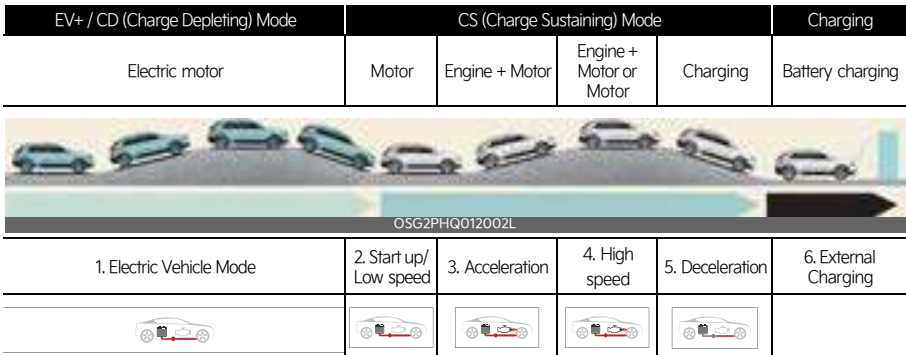 EV+ / CD (Charge Depleting) Mode
CS (Charge Sustaining) Mode
Charging
Electric motor
Motor
Engine + Motor
Engine +
Motor or
Motor
Charging
Battery charging
OSG2PHQ012002L
1. Electric Vehicle Mode
2. Start up/
Low speed
3. Acceleration
4. High
speed
5. Deceleration
6. External
Charging